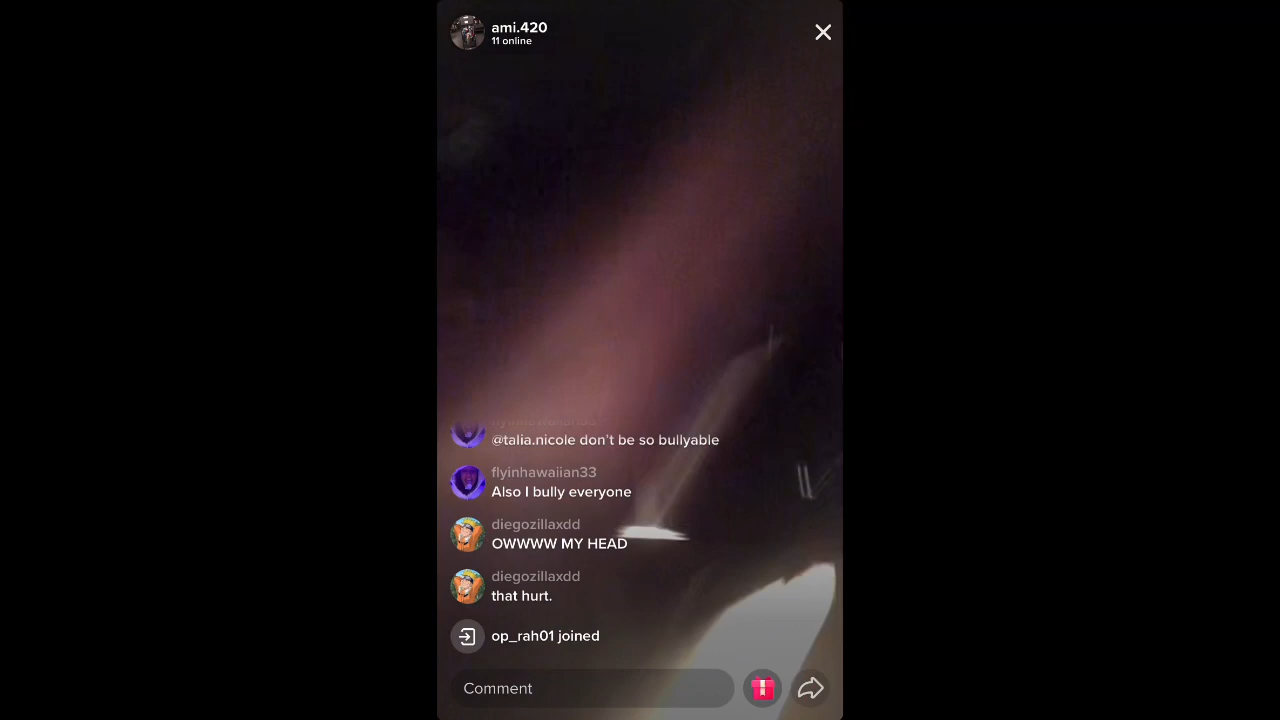 ami.420
11 online
@talia.nicole don't be so bullyable
flyinhawaiian33
Also I bully everyone
diegozillaxdd
OWWWW MY HEAD
diegozillaxdd
that hurt.
op_rah01 joined
Comment